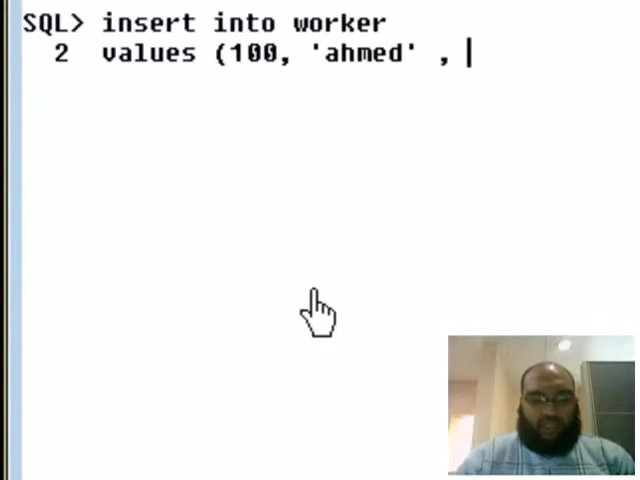 SQL> insert into worker
2 values (100, 'ahmed' ,